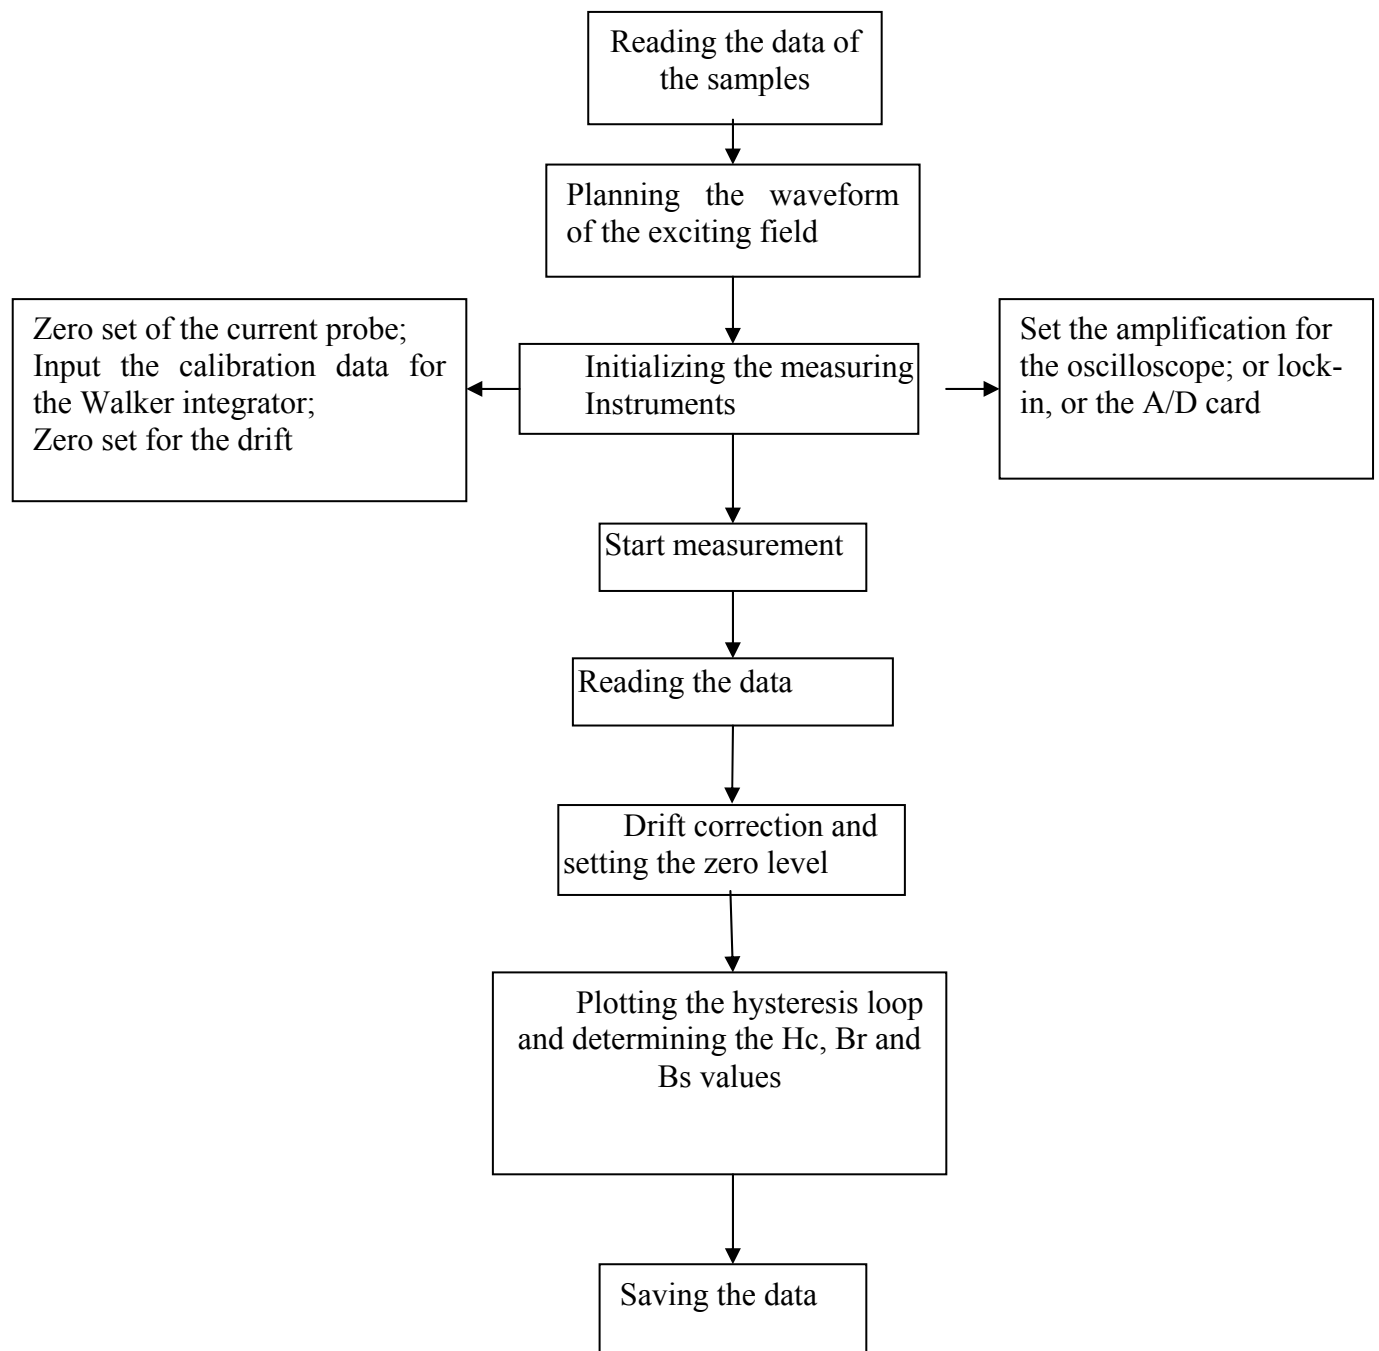 Reading the data of
the samples
Planning the waveform
of the exciting field
Zero set of the current probe;
Input the calibration data for
the Walker integrator;
Zero set for the drift
Initializing the measuring
Instruments
Set the amplification for
the oscilloscope; or lock-
in, or the A/D card
Start measurement
Reading the data
Drift correction and
setting the zero level
Plotting the hysteresis loop
and determining the Hc, Br and
Bs values
Saving the data